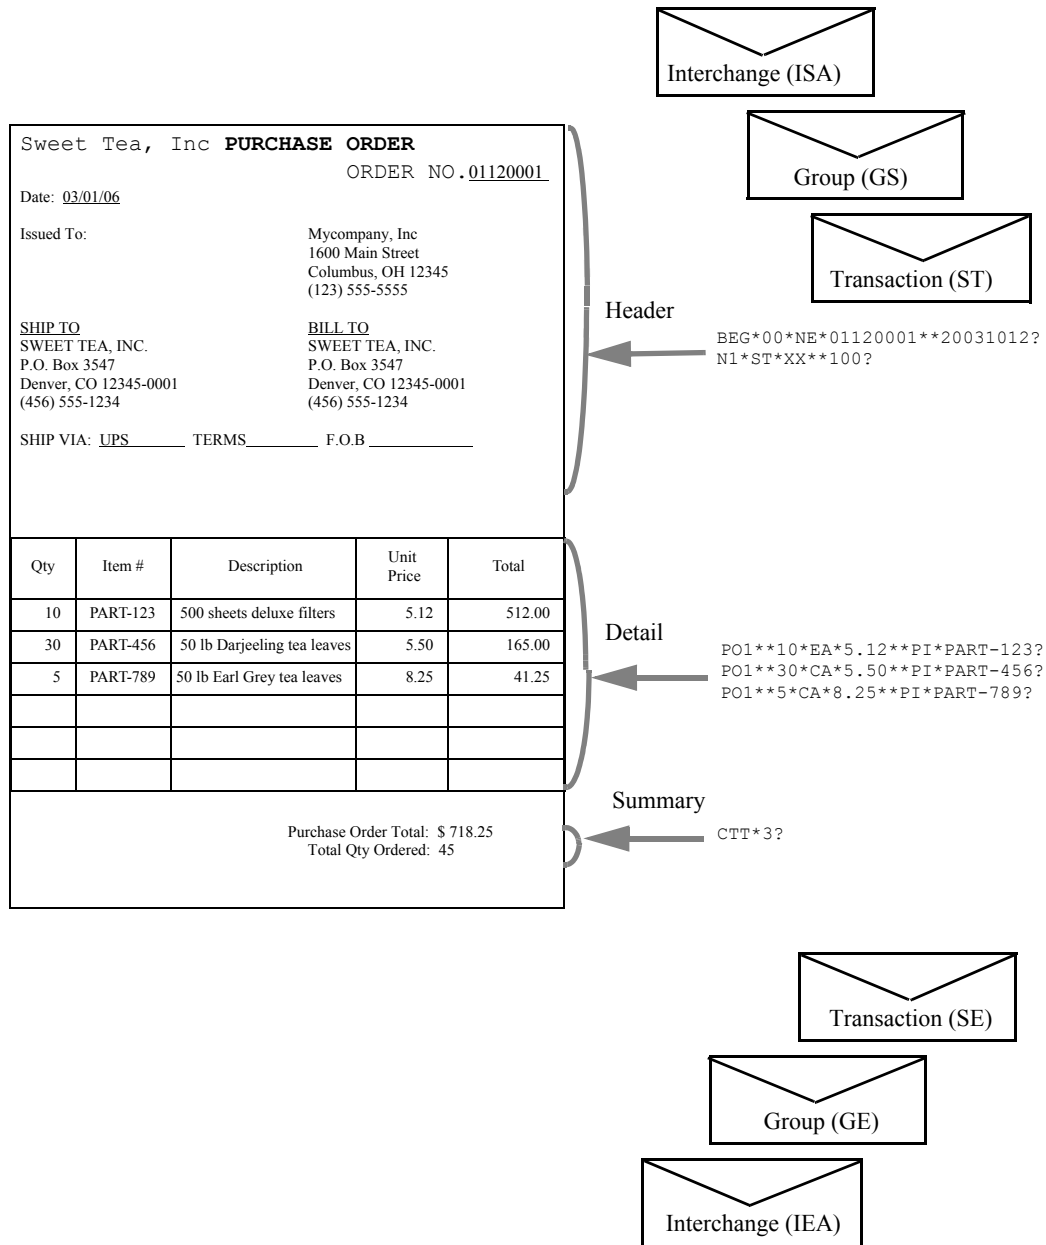 Interchange (ISA)
Group (GS)
Transaction (ST)
Sweet Tea, Inc PURCHASE ORDER
ORDER NO.01120001
Date: 03/01/06
Issued To: Mycompany, Inc
1600 Main Street
Columbus, OH 12345
(123) 555-5555
SHIP TO BILL TO
SWEET TEA, INC. SWEET TEA, INC.
P.O. Box 3547 P.O. Box 3547
Denver, CO 12345-0001 Denver, CO 12345-0001
(456) 555-1234 (456) 555-1234
SHIP VIA: UPS TERMS F.O.B
Header
BEG*00*NE*01120001**20031012?
N1*ST*XX**100?
Qty Item # Description Unit Price Total
10 PART-123 500 sheets deluxe filters 5.12 512.00
30 PART-456 50 lb Darjeeling tea leaves 5.50 165.00
5 PART-789 50 lb Earl Grey tea leaves 8.25 41.25
Detail
PO1**10*EA*5.12**PI*PART-123?
PO1**30*CA*5.50**PI*PART-456?
PO1**5*CA*8.25**PI*PART-789?
Summary
Purchase Order Total: $ 718.25
Total Qty Ordered: 45
CTT*3?
Transaction (SE)
Group (GE)
Interchange (IEA)